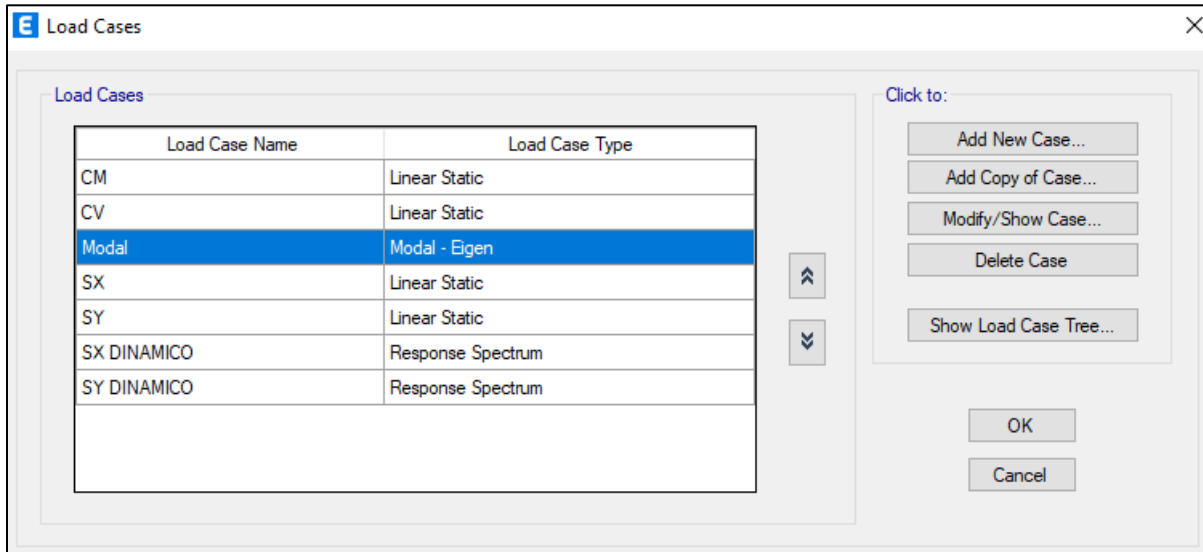 E Load Cases
Load Cases
Load Case Name Load Case Type
CM Linear Static
CV Linear Static
Modal Modal - Eigen
SX Linear Static
SY Linear Static
SX DINAMICO Response Spectrum
SY DINAMICO Response Spectrum
Click to:
Add New Case...
Add Copy of Case...
Modify/Show Case...
Delete Case
Show Load Case Tree...
OK
Cancel